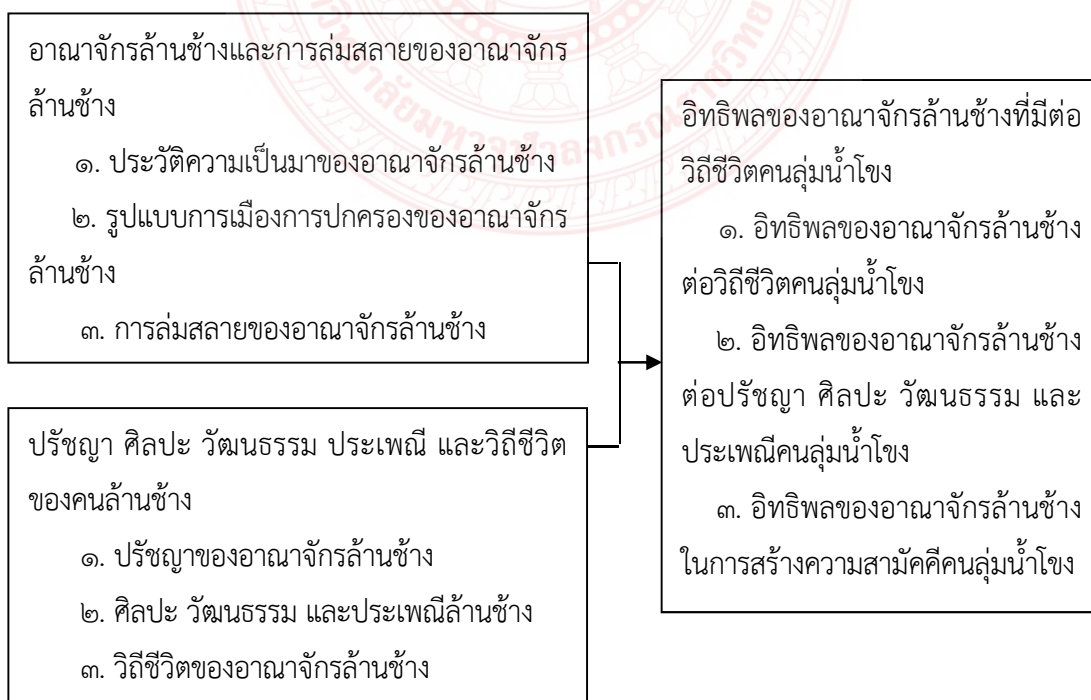 อาณาจักรล้านช้างและการล่มสลายของอาณาจักร
ล้านช้าง
๑. ประวัติความเป็นมาของอาณาจักรล้านช้าง
๒. รูปแบบการเมืองการปกครองของอาณาจักร
ล้านช้าง
๓. การล่มสลายของอาณาจักรล้านช้าง
ปรัชญา ศิลปะ วัฒนธรรม ประเพณี และวิถีชีวิต
ของคนล้านช้าง
๑. ปรัชญาของอาณาจักรล้านช้าง
๒. ศิลปะ วัฒนธรรม และประเพณีล้านช้าง
๓. วิถีชีวิตของอาณาจักรล้านช้าง
อิทธิพลของอาณาจักรล้านช้างที่มีต่อ
วิถีชีวิตคนลุ่มน้ำโขง
๑. อิทธิพลของอาณาจักรล้านช้าง
ต่อวิถีชีวิตคนลุ่มน้ำโขง
๒. อิทธิพลของอาณาจักรล้านช้าง
ต่อปรัชญา ศิลปะ วัฒนธรรม และ
ประเพณีคนลุ่มน้ำโขง
๓. อิทธิพลของอาณาจักรล้านช้าง
ในการสร้างความสามัคคีคนลุ่มน้ำโขง